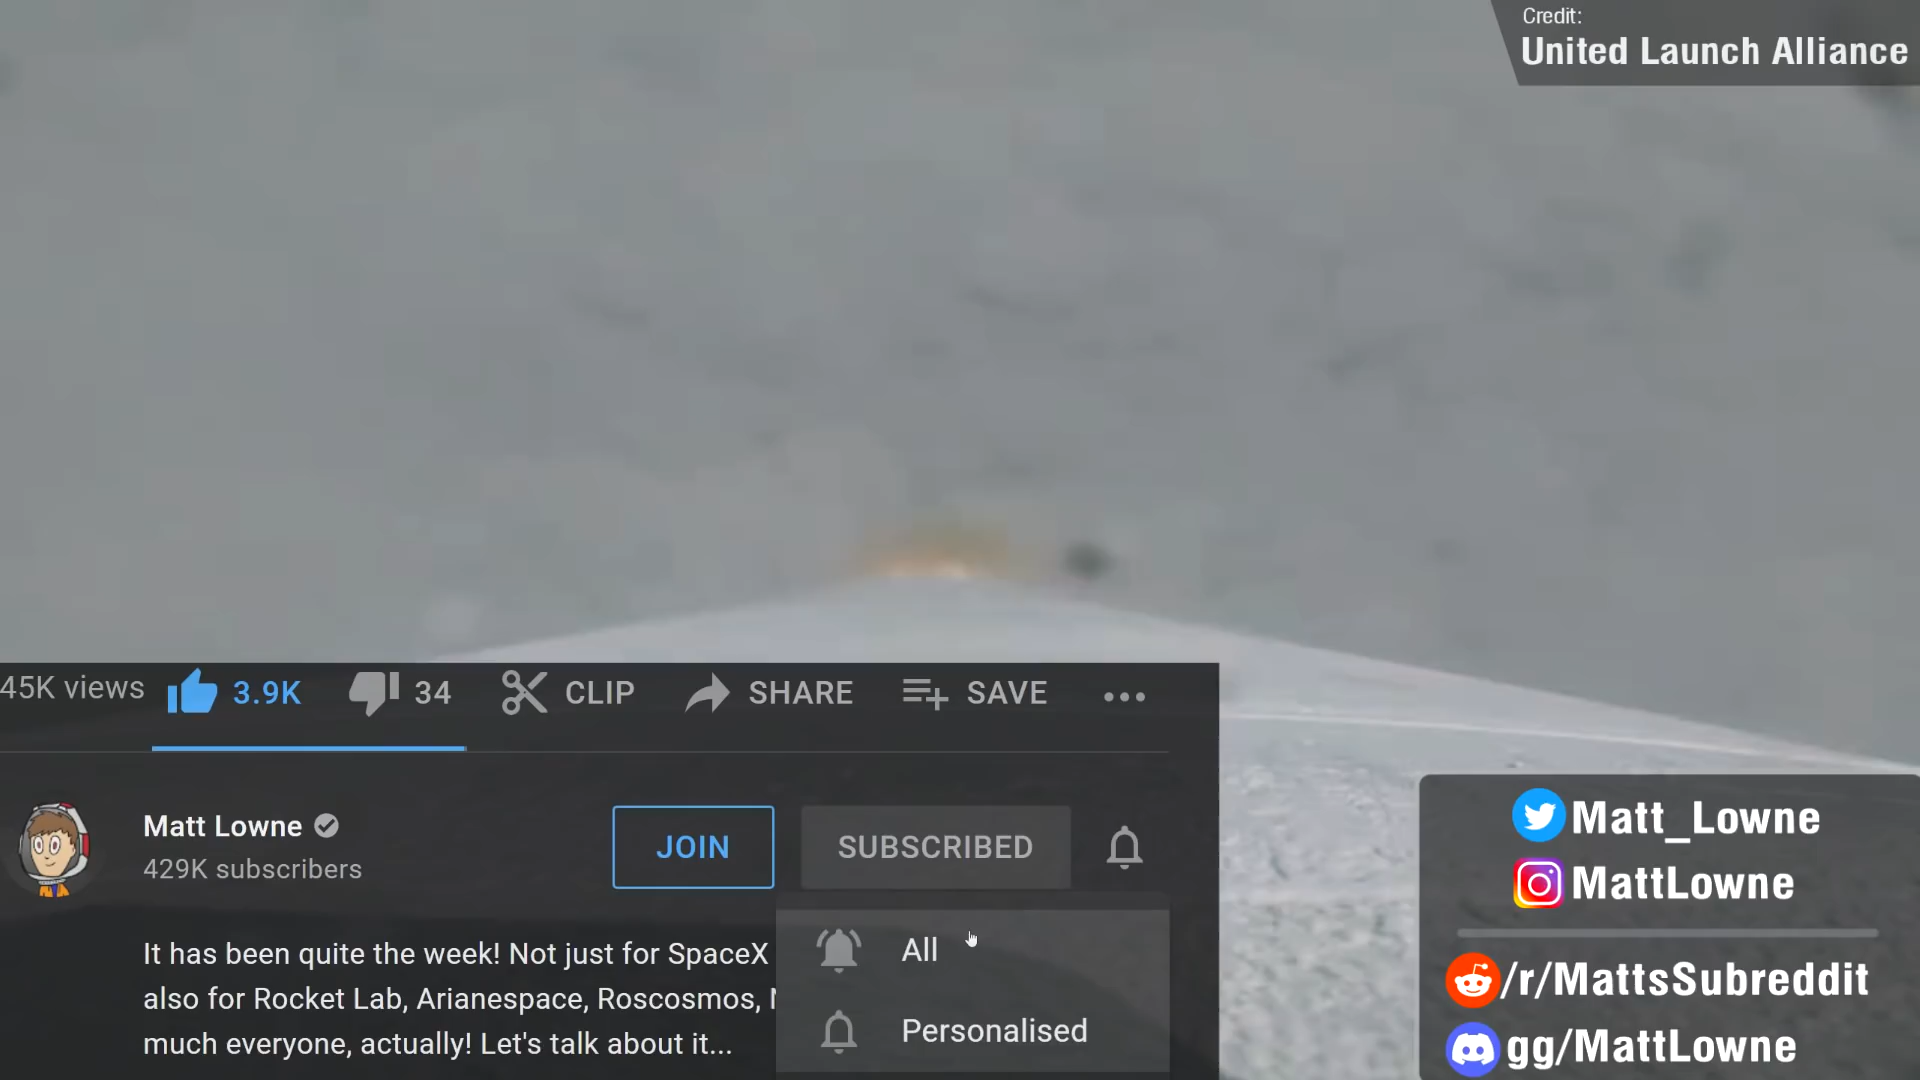 Credit:
United Launch Alliance
45K views 3.9K 34 CLIP SHARE SAVE
Matt Lowne
429K subscribers
JOIN
SUBSCRIBED
It has been quite the week! Not just for SpaceX
also for Rocket Lab, Arianespace, Roscosmos,
much everyone, actually! Let's talk about it...
All
Personalised
Matt_Lowne
MattLowne
/r/MattsSubreddit
gg/MattLowne